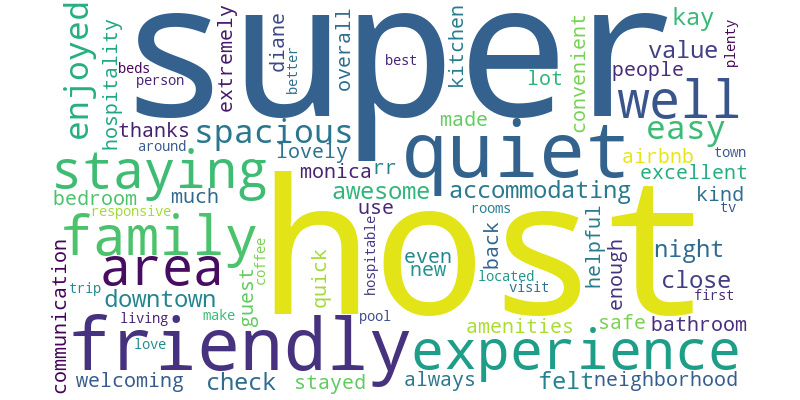 super
host
enjoyed
hospitality
extremely
diane
better
overall
best
kitchen
lot
convenient
kay
value
plenty
beds
person
people
well
thanks
around
spacious
lovely
quiet
easy
airbnb
town
excellent
staying
monica
rr
bedroom
much
awesome
accommodating
kind
tv
responsive
family
use
rooms
area
hospitable
even
new
back
located
visit
helpful
enough
night
close
first
communication
trip
downtown
guest
coffee
quick
living
make
pool
amenities
safe
bathroom
friendly
love
experience
welcoming
check
stayed
always
felt
neighborhood
made